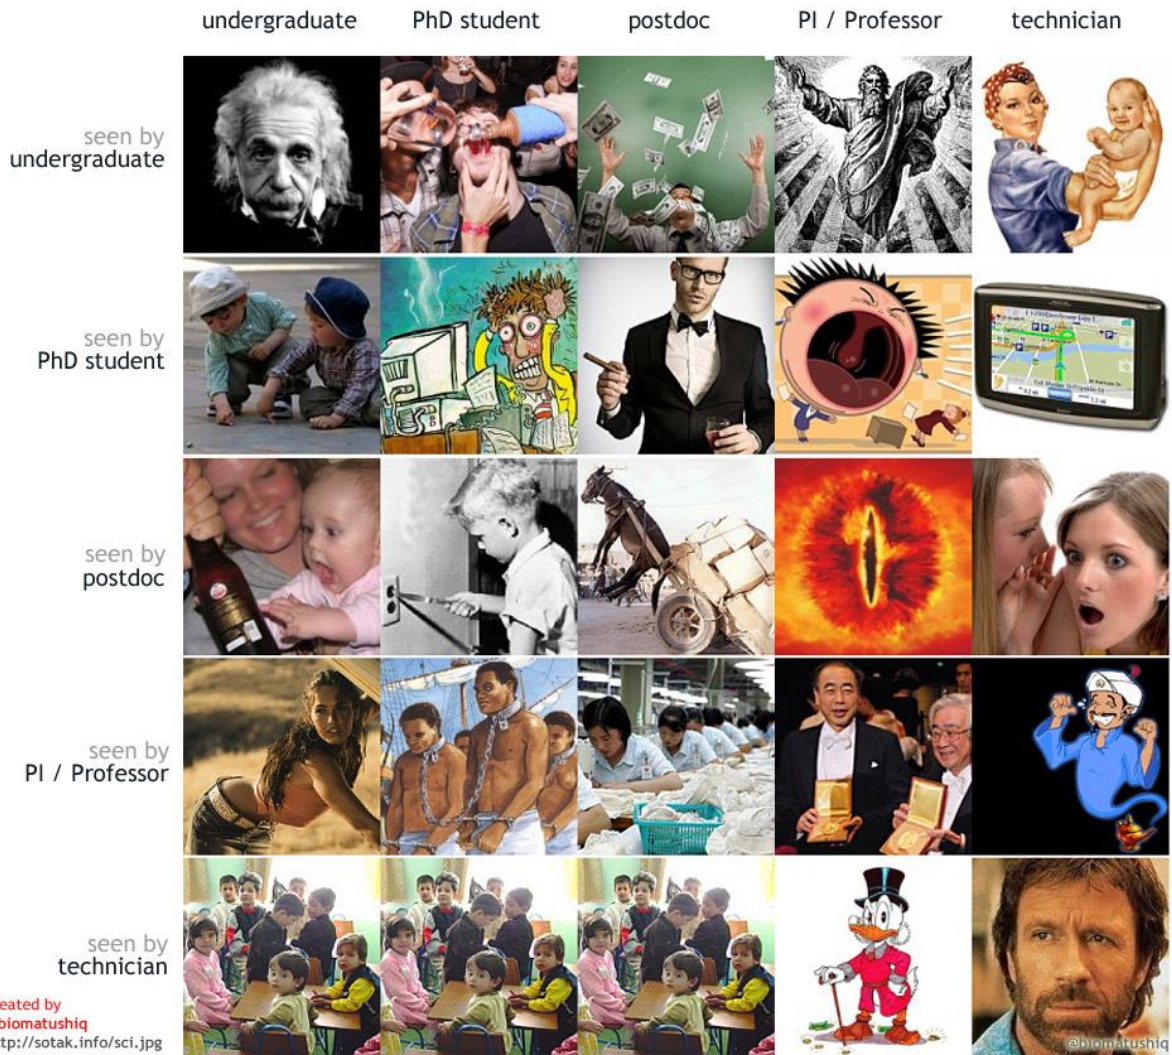 undergraduate PhD student postdoc PI / Professor technician
seen by
undergraduate
seen by
PhD student
seen by
postdoc
seen by
PI / Professor
seen by
technician
eated by
biomatushiq
tp://sotak.info/sci.jpg
@biomatushiq